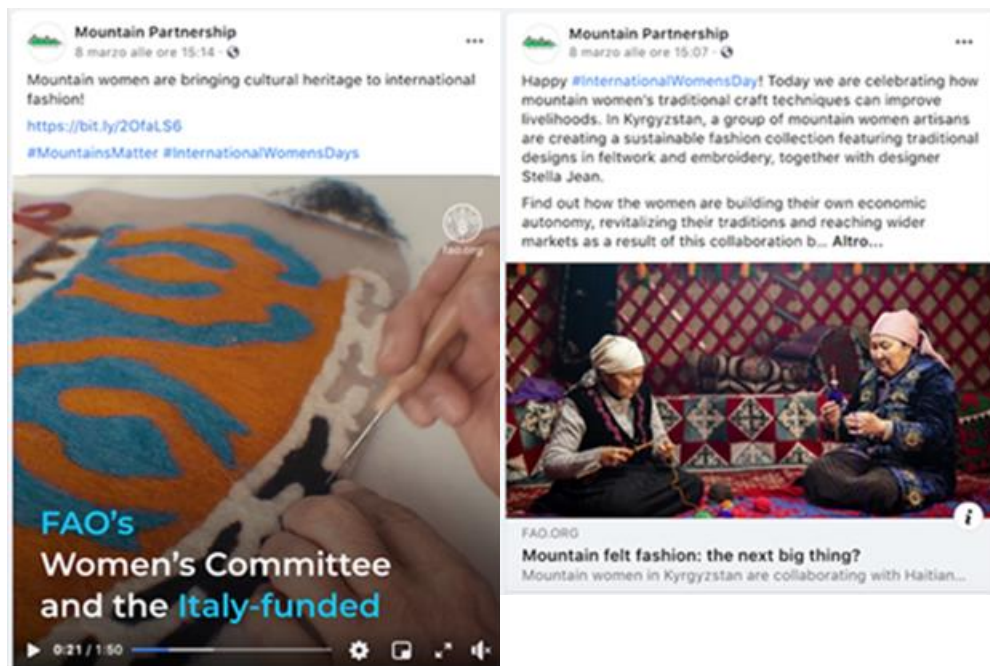 Mountain Partnership
8 marzo alle ore 15:14 ·
Mountain women are bringing cultural heritage to international
fashion!
https://bit.ly/2OfaLS6
#MountainsMatter #InternationalWomensDays
fao.org
FAO's
Women's Committee
and the Italy-funded
0:21 / 1:50
Mountain Partnership
8 marzo alle ore 15:07 ·
Happy #InternationalWomensDay! Today we are celebrating how
mountain women's traditional craft techniques can improve
livelihoods. In Kyrgyzstan, a group of mountain women artisans
are creating a sustainable fashion collection featuring traditional
designs in feltwork and embroidery, together with designer
Stella Jean.
Find out how the women are building their own economic
autonomy, revitalizing their traditions and reaching wider
markets as a result of this collaboration b... Altro...
FAO.ORG
Mountain felt fashion: the next big thing?
Mountain women in Kyrgyzstan are collaborating with Haitian...